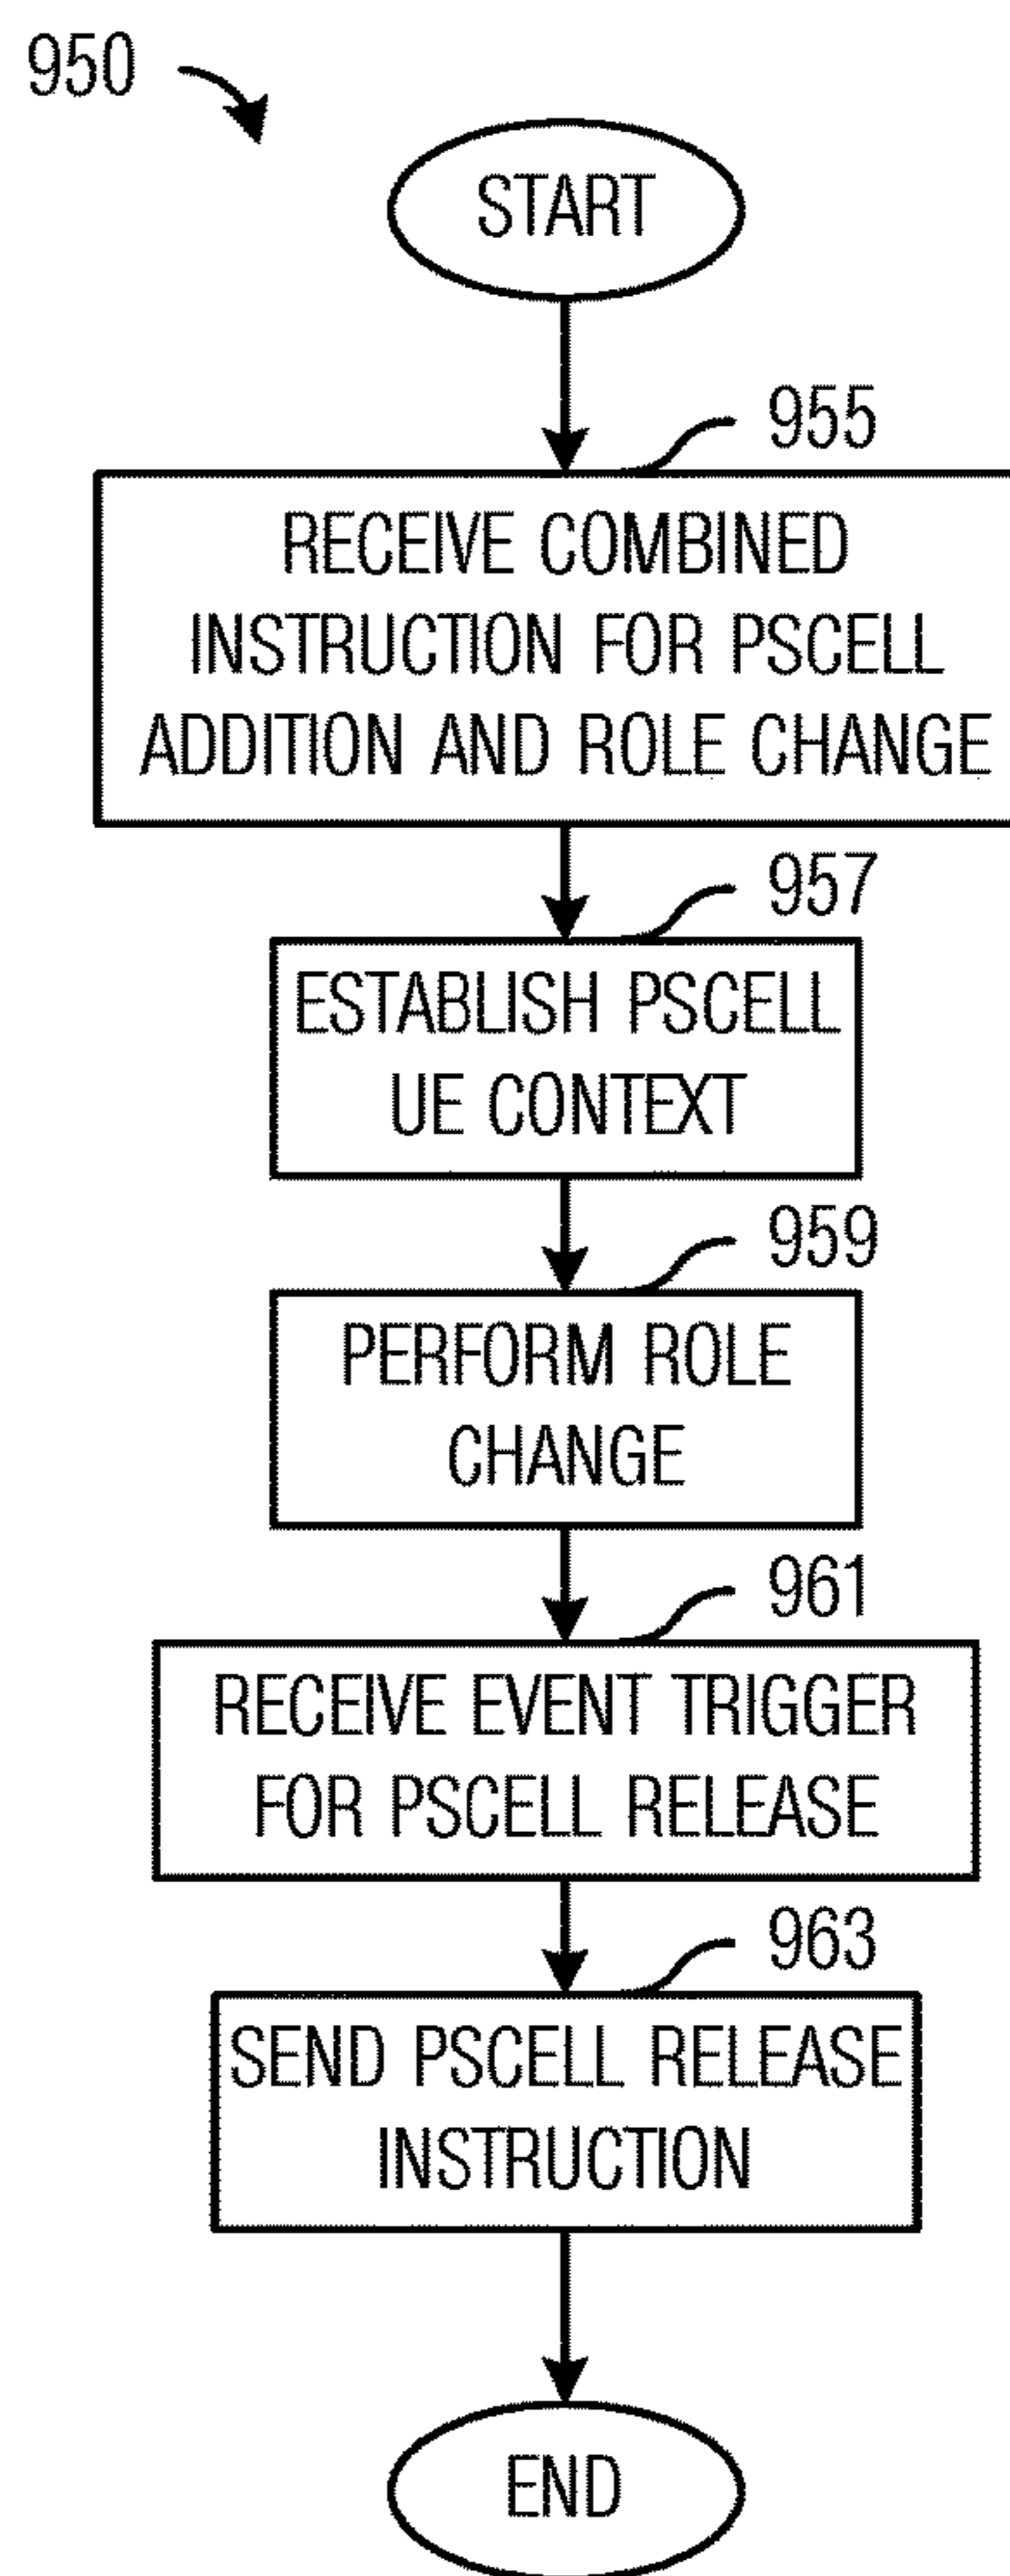 950
START
955
RECEIVE COMBINED
INSTRUCTION FOR PSCELL
ADDITION AND ROLE CHANGE
957
ESTABLISH PSCELL
UE CONTEXT
959
PERFORM ROLE
CHANGE
961
RECEIVE EVENT TRIGGER
FOR PSCELL RELEASE
963
SEND PSCELL RELEASE
INSTRUCTION
END